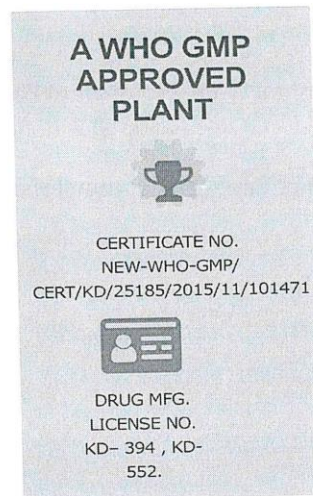 A WHO GMP
APPROVED
PLANT
CERTIFICATE NO.
NEW-WHO-GMP/
CERT/KD/25185/2015/11/101471
DRUG MFG.
LICENSE NO.
KD– 394 , KD-
552.